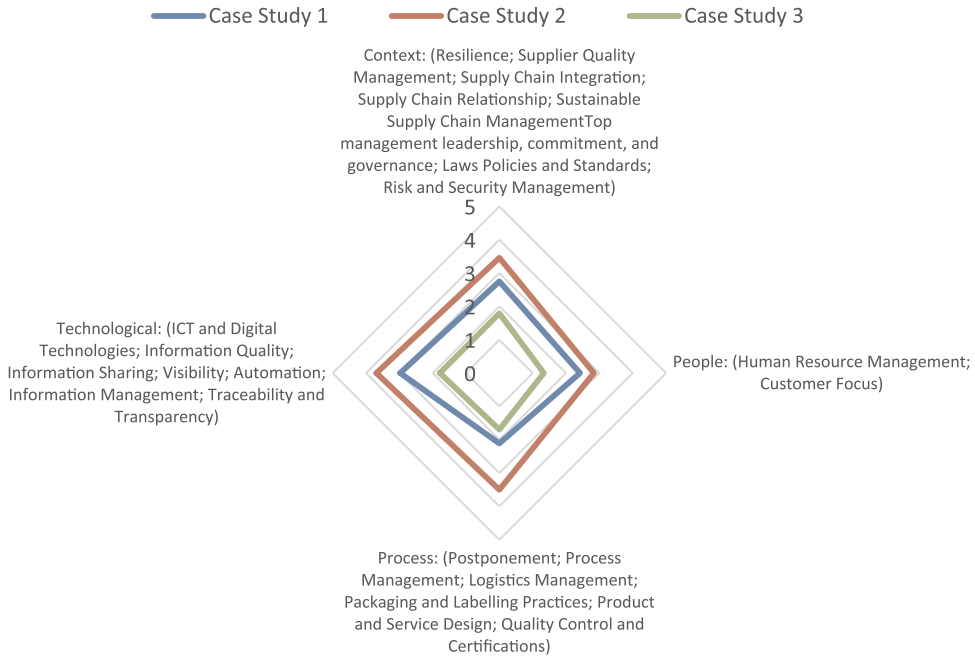 Case Study 1 Case Study 2 Case Study 3
Context: (Resilience; Supplier Quality
Management; Supply Chain Integration;
Supply Chain Relationship; Sustainable
Supply Chain ManagementTop
management leadership, commitment, and
governance; Laws Policies and Standards;
Risk and Security Management)
5
4
3
2
1
0
Technological: (ICT and Digital
Technologies; Information Quality;
Information Sharing; Visibility; Automation;
Information Management; Traceability and
Transparency)
People: (Human Resource Management;
Customer Focus)
Process: (Postponement; Process
Management; Logistics Management;
Packaging and Labelling Practices; Product
and Service Design; Quality Control and
Certifications)